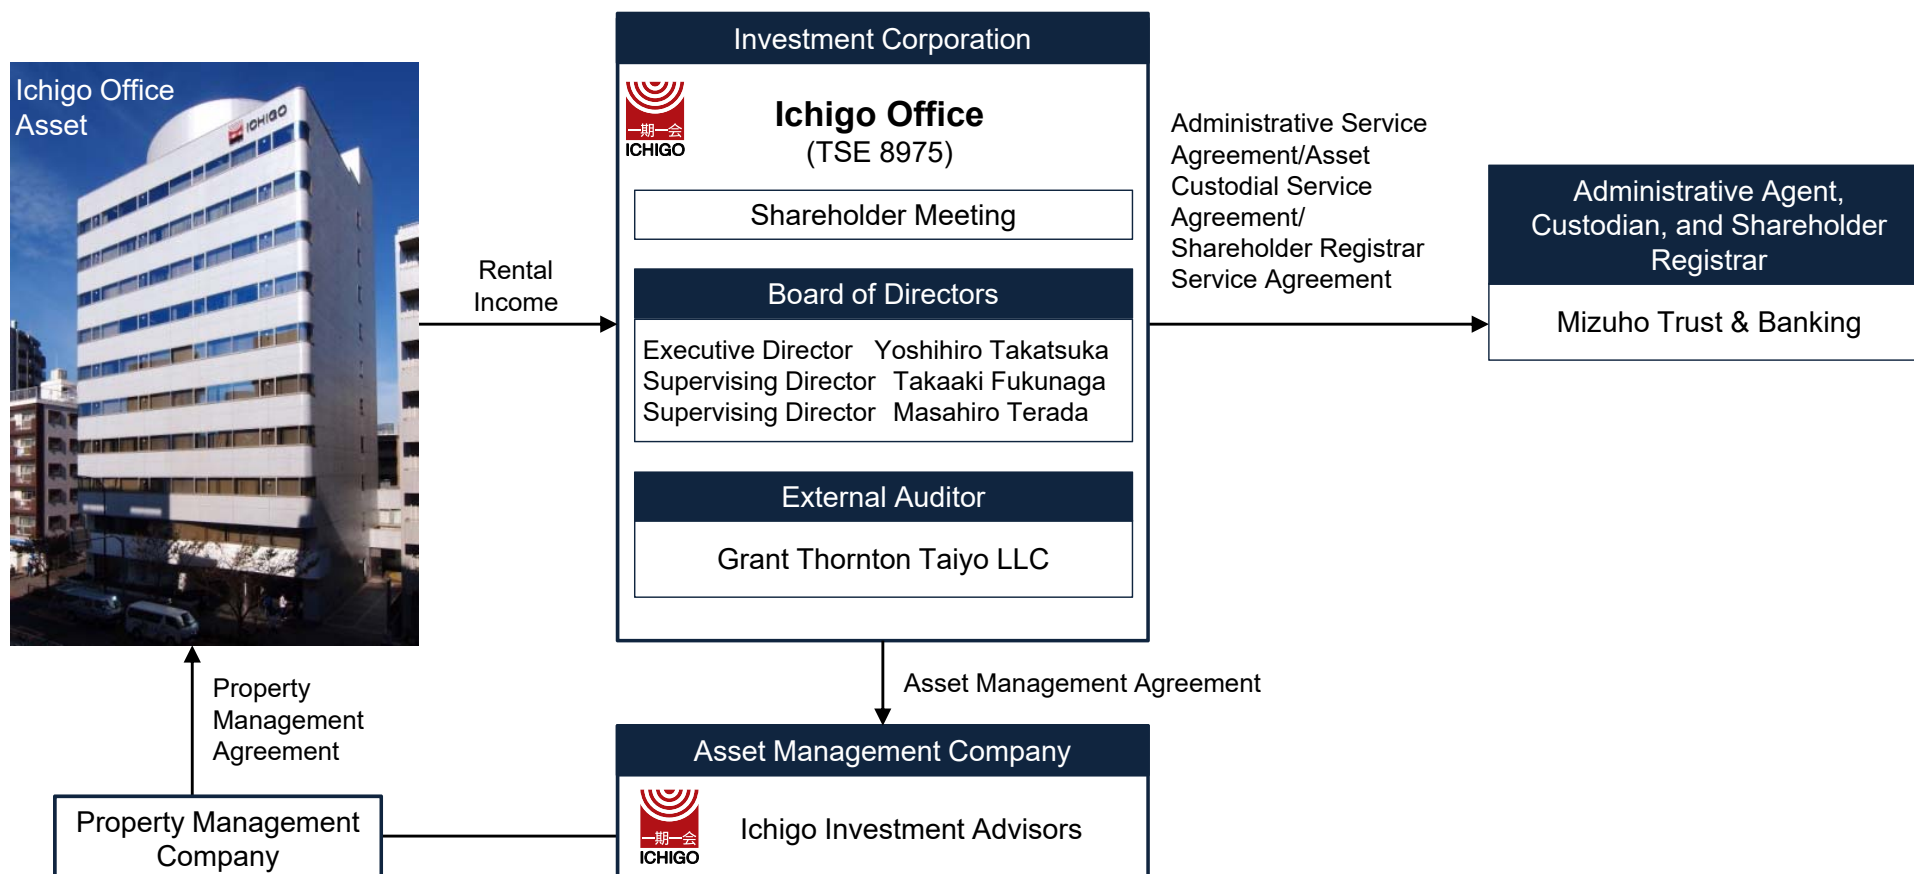 Ichigo Office
Asset
ICHIGO
Rental
Income
Property
Management
Agreement
Property Management
Company
Investment Corporation
一期一会
ICHIGO
Ichigo Office
(TSE 8975)
Shareholder Meeting
Board of Directors
Executive Director Yoshihiro Takatsuka
Supervising Director Takaaki Fukunaga
Supervising Director Masahiro Terada
External Auditor
Grant Thornton Taiyo LLC
Asset Management Agreement
Asset Management Company
一期一会
ICHIGO
Ichigo Investment Advisors
Administrative Service
Agreement/Asset
Custodial Service
Agreement/
Shareholder Registrar
Service Agreement
Administrative Agent,
Custodian, and Shareholder
Registrar
Mizuho Trust & Banking